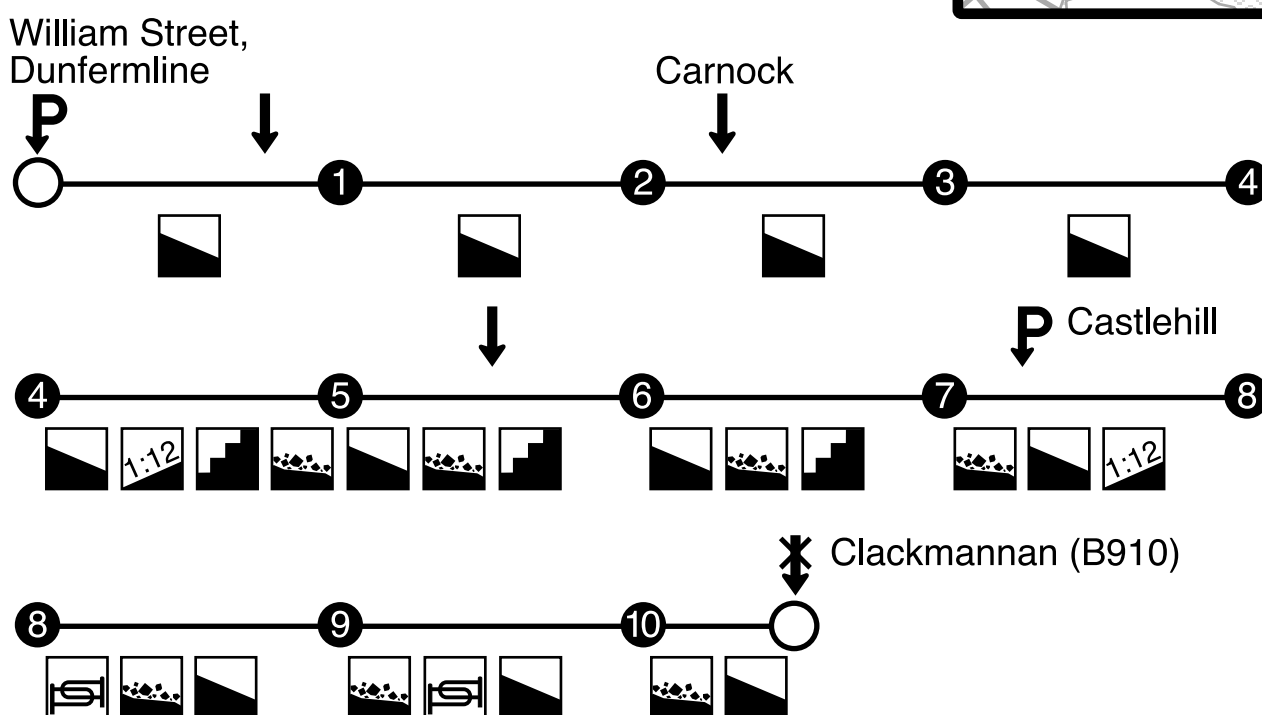 William Street,
Dunfermline
Carnock
P
1 2 3 4
P Castlehill
4 5 6 7 8
1:12 1:12
Clackmannan (B910)
8 9 10